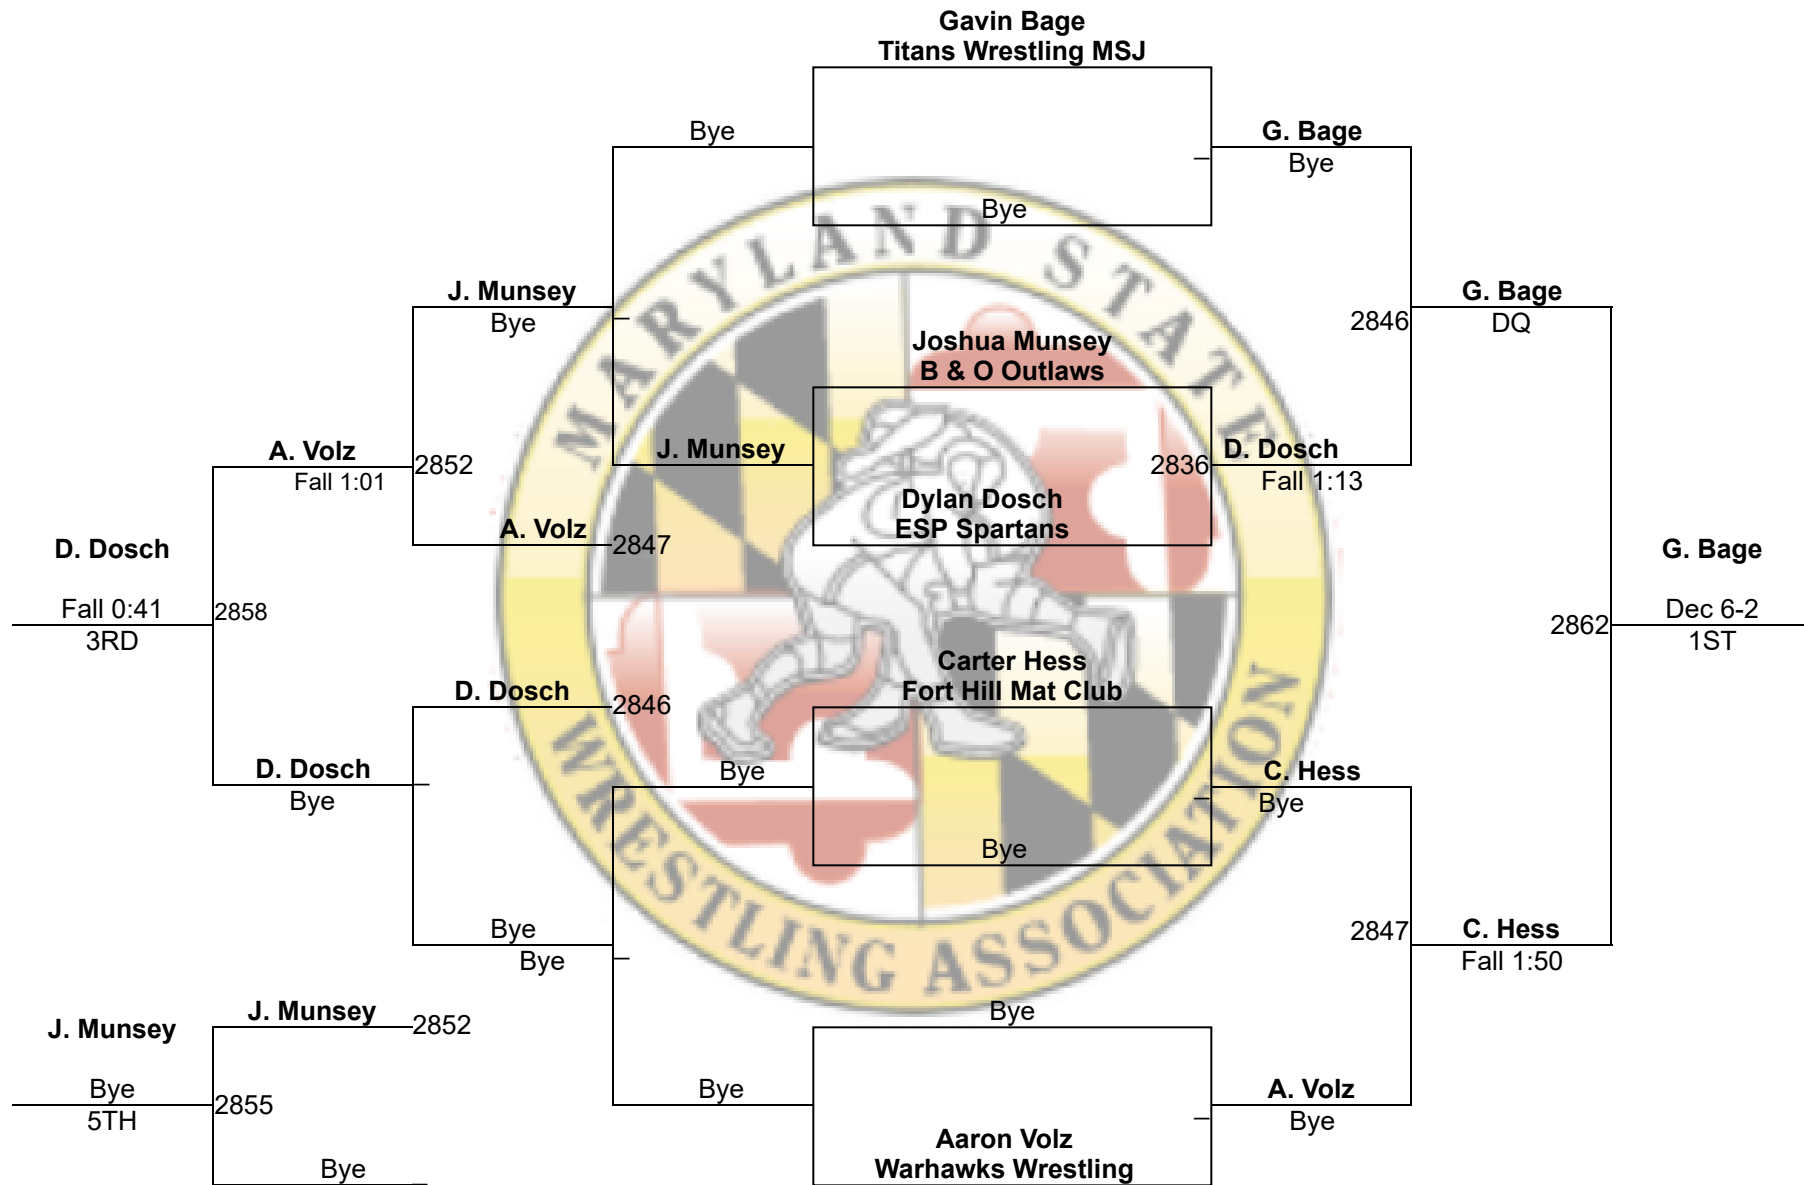 Gavin Bage
Titans Wrestling MSJ
Bye
G. Bage
Bye
Bye
J. Munsey
Bye
G. Bage
DQ
2846
Joshua Munsey
B & O Outlaws
A. Volz
Fall 1:01
2852
J. Munsey
2836
D. Dosch
Fall 1:13
Dylan Dosch
ESP Spartans
A. Volz
2847
D. Dosch
Fall 0:41
3RD
2858
G. Bage
Dec 6-2
1ST
2862
Carter Hess
Fort Hill Mat Club
D. Dosch
2846
D. Dosch
Bye
Bye
C. Hess
Bye
Bye
Bye
Bye
2847
C. Hess
Fall 1:50
J. Munsey
Bye
5TH
J. Munsey
2852
2855
Bye
Bye
Bye
A. Volz
Bye
Aaron Volz
Warhawks Wrestling
MARYLAND STATE
WRESTLING ASSOCIATION